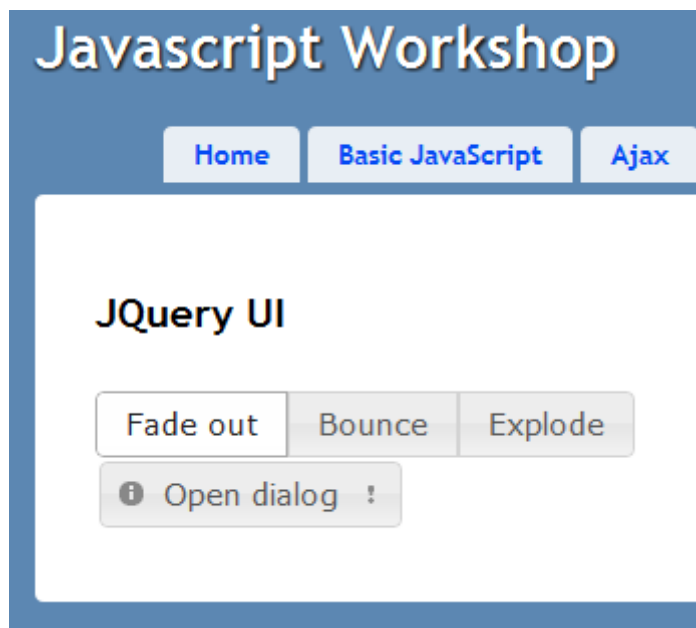 Javascript Workshop
Home Basic JavaScript Ajax
JQuery UI
Fade out Bounce Explode
Open dialog